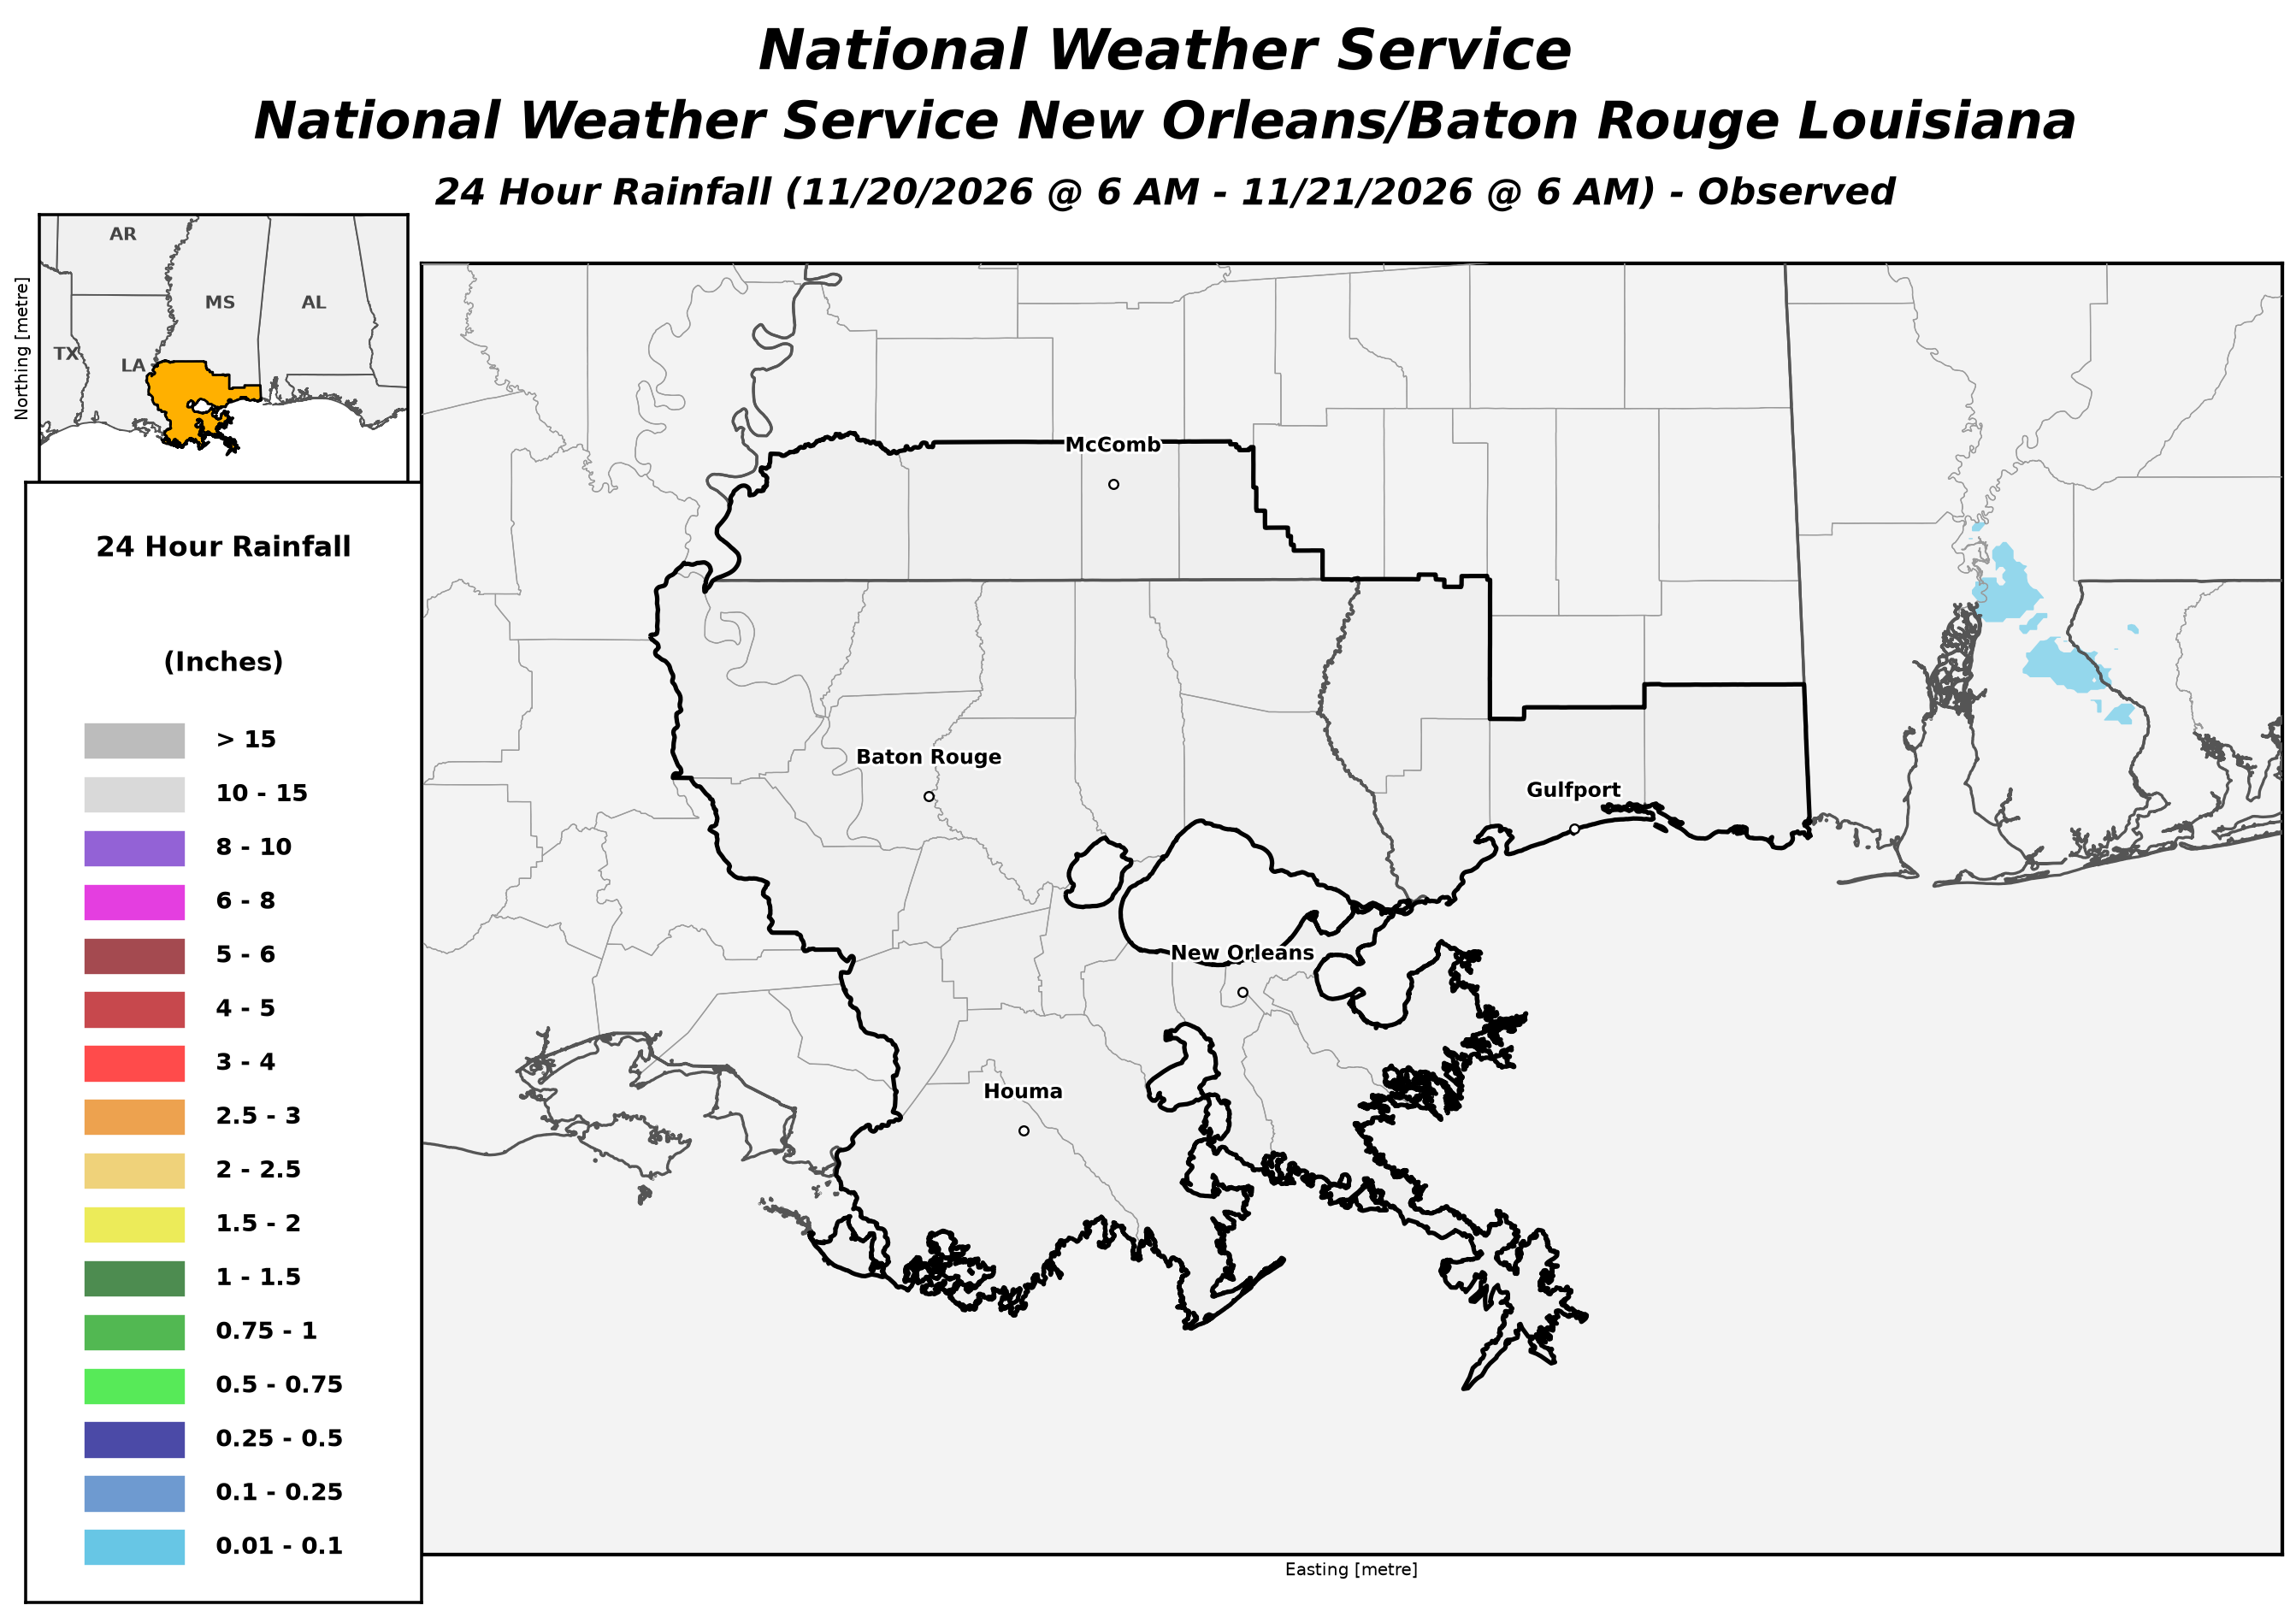 National Weather Service
National Weather Service New Orleans/Baton Rouge Louisiana
24 Hour Rainfall (11/20/2026 @ 6 AM - 11/21/2026 @ 6 AM) - Observed
Northing [metre]
AR
MS
AL
TX
LA
24 Hour Rainfall
(Inches)
> 15
10 - 15
8 - 10
6 - 8
5 - 6
4 - 5
3 - 4
2.5 - 3
2 - 2.5
1.5 - 2
1 - 1.5
0.75 - 1
0.5 - 0.75
0.25 - 0.5
0.1 - 0.25
0.01 - 0.1
McComb
Baton Rouge
Gulfport
New Orleans
Houma
Easting [metre]